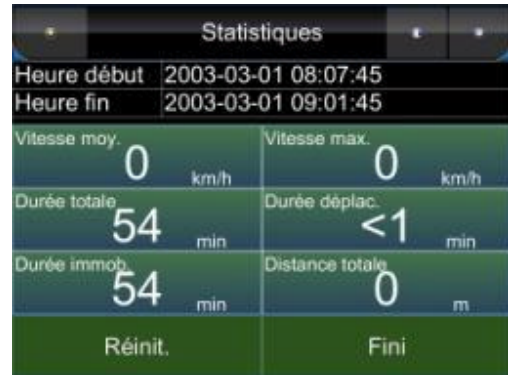 Statistiques
Heure début 2003-03-01 08:07:45
Heure fin 2003-03-01 09:01:45
Vitesse moy. 0 km/h
Vitesse max. 0 km/h
Durée totale 54 min
Durée déplac. <1 min
Durée immob. 54 min
Distance totale 0 m
Réinit.
Fini